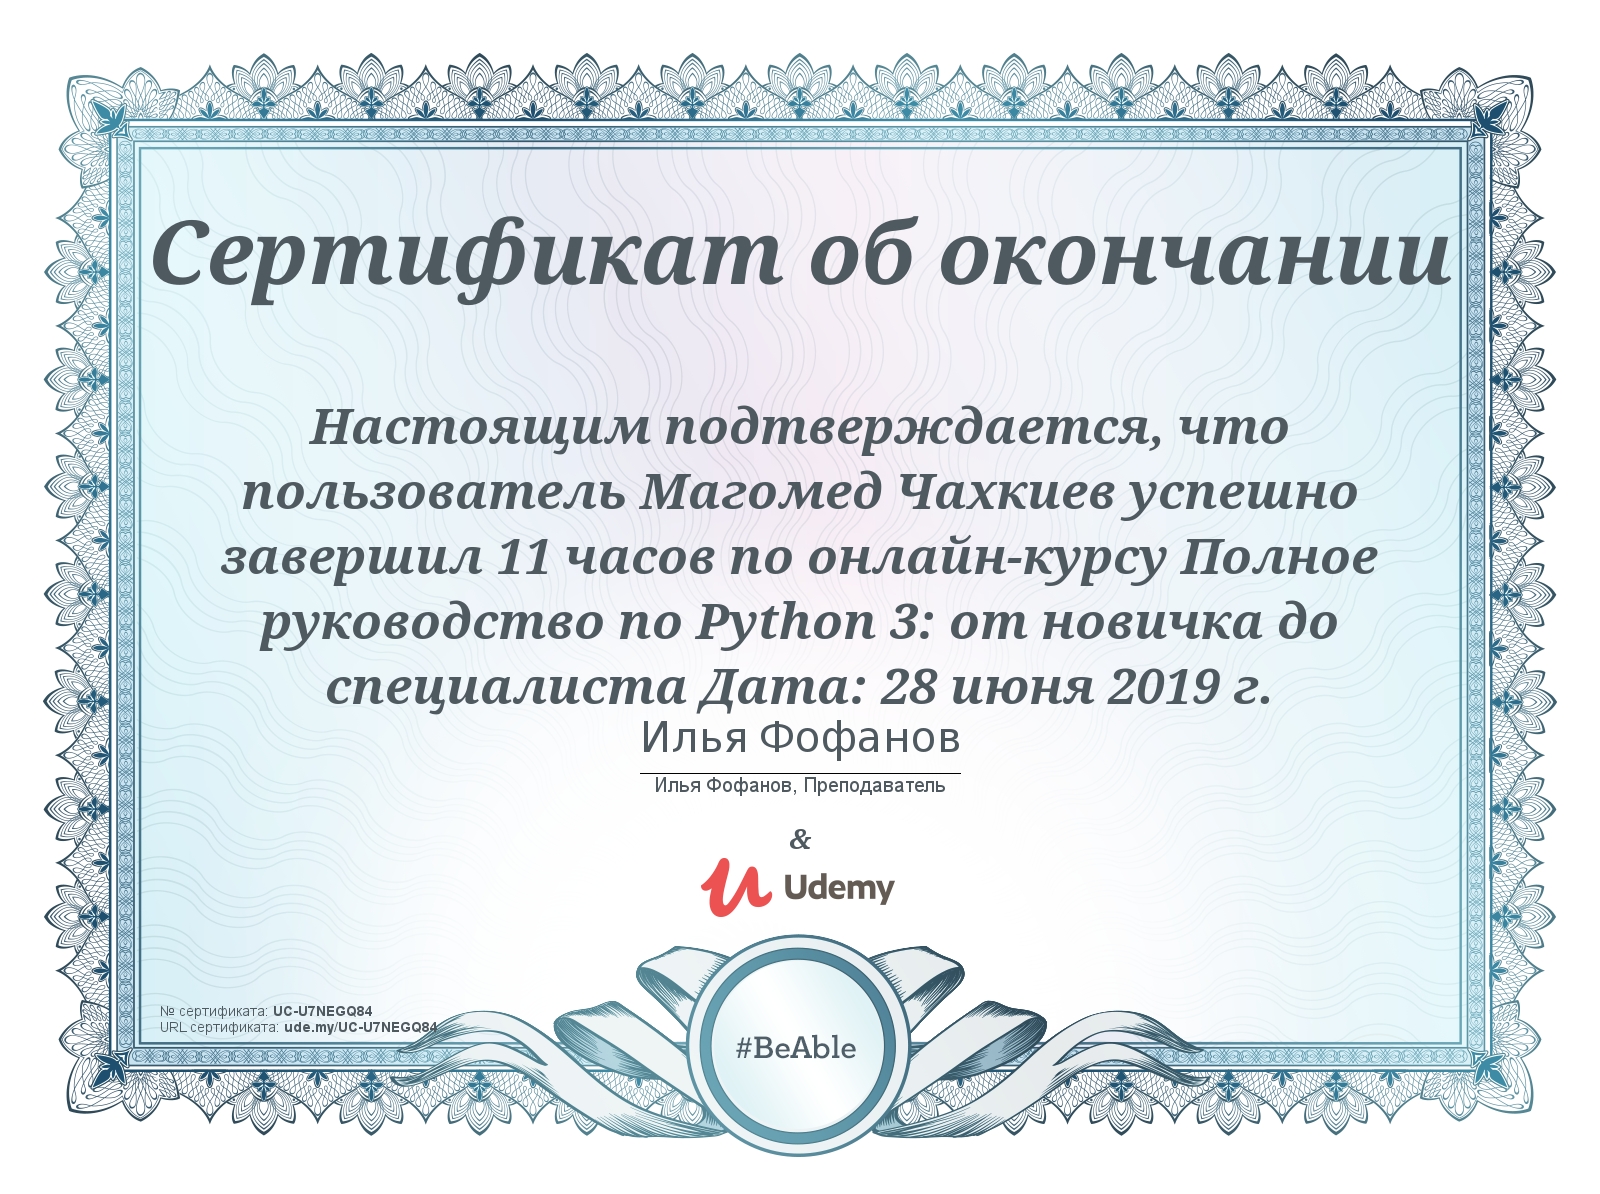 Сертификат об окончании
Настоящим подтверждается, что
пользователь Магомед Чахкиев успешно
завершил 11 часов по онлайн-курсу Полное
руководство по Python 3: от новичка до
специалиста Дата: 28 июня 2019 г.
Илья Фофанов
Илья Фофанов, Преподаватель
&
Udemy
№ сертификата: UC-U7NEGQ84
URL сертификата: ude.my/UC-U7NEGQ84
#BeAble